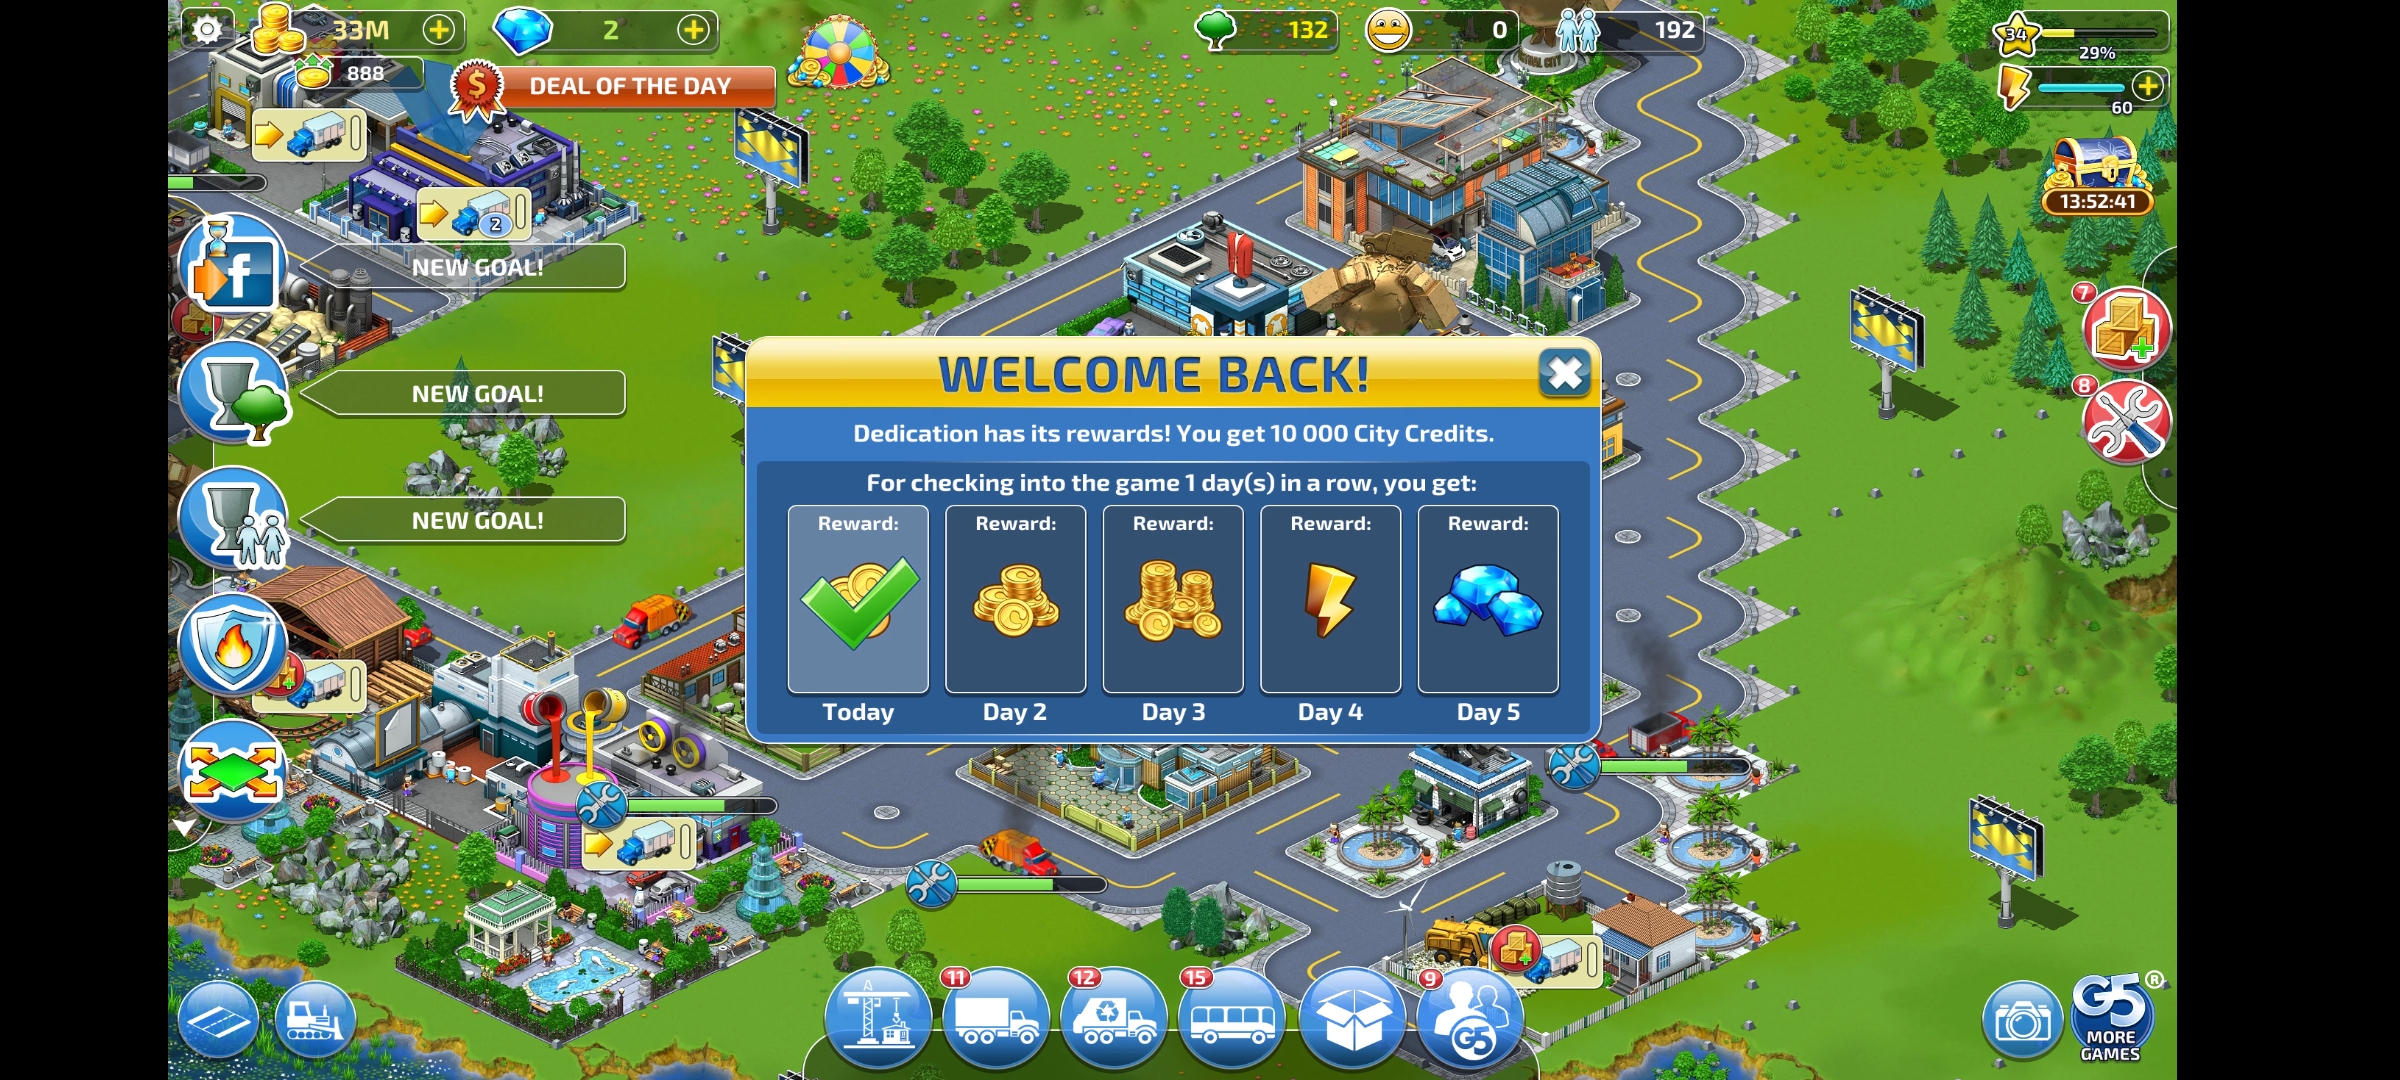 33M
2
132
0
192
34
29%
888
DEAL OF THE DAY
60
13:52:41
2
NEW GOAL!
NEW GOAL!
NEW GOAL!
f
7
8
WELCOME BACK!
Dedication has its rewards! You get 10 000 City Credits.
For checking into the game 1 day(s) in a row, you get:
Reward:
Reward:
Reward:
Reward:
Reward:
Today
Day 2
Day 3
Day 4
Day 5
11
12
15
9
G5
G5®
MORE
GAMES